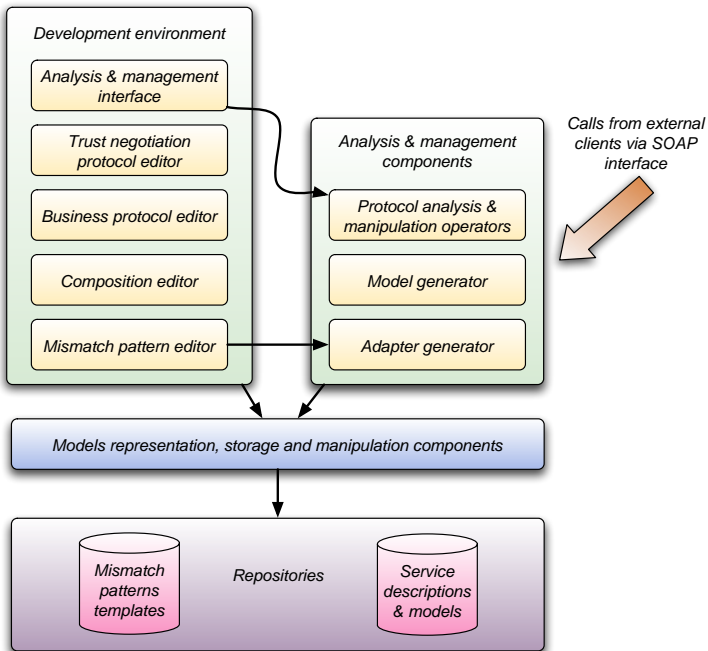 Development environment
Analysis & management
interface
Trust negotiation
protocol editor
Business protocol editor
Composition editor
Mismatch pattern editor
Analysis & management
components
Protocol analysis &
manipulation operators
Model generator
Adapter generator
Calls from external
clients via SOAP
interface
Models representation, storage and manipulation components
Mismatch
patterns
templates
Repositories
Service
descriptions
& models